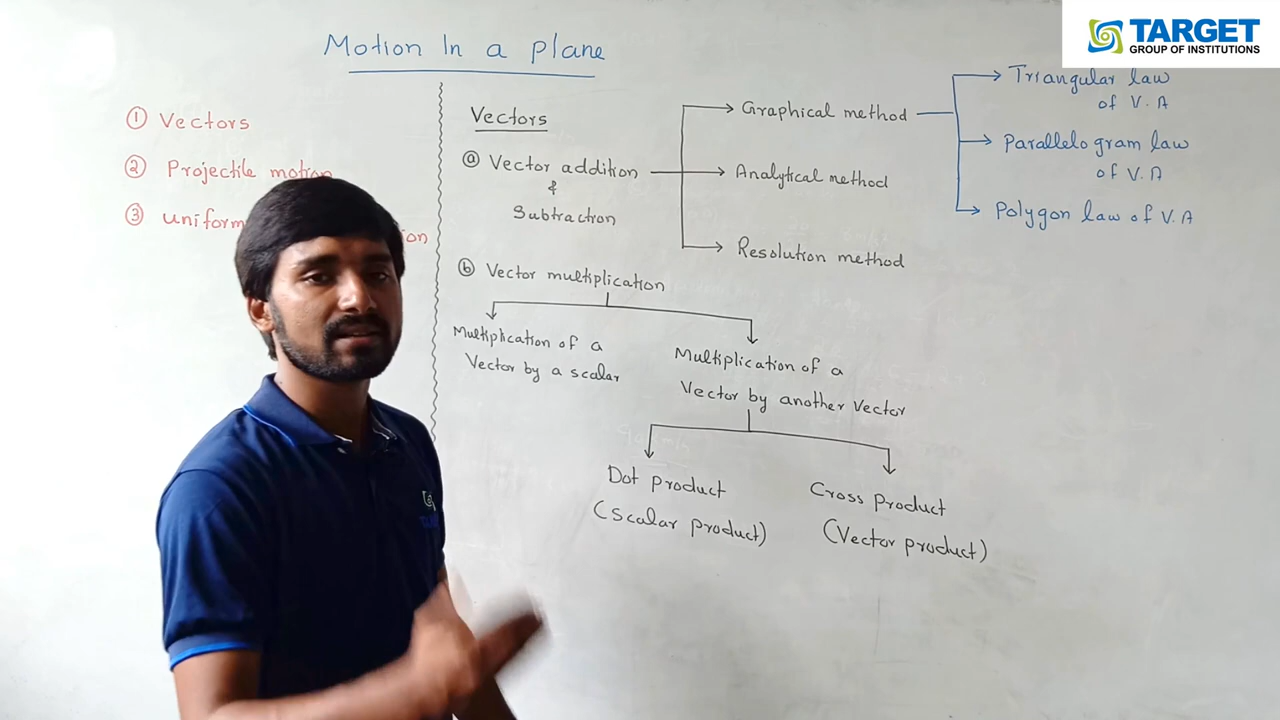 TARGET
GROUP OF INSTITUTIONS
Motion In a plane
① Vectors
② Projectile motion
③ uniform
Vectors
ⓐ Vector addition
&
Subtraction
Graphical method
Analytical method
Resolution method
Triangular law
of V.A
Parallelogram law
of V.A
Polygon law of V.A
ⓑ Vector multiplication
Multiplication of a
Vector by a scalar
Multiplication of a
Vector by another Vector
Dot product
(Scalar product)
Cross product
(Vector product)